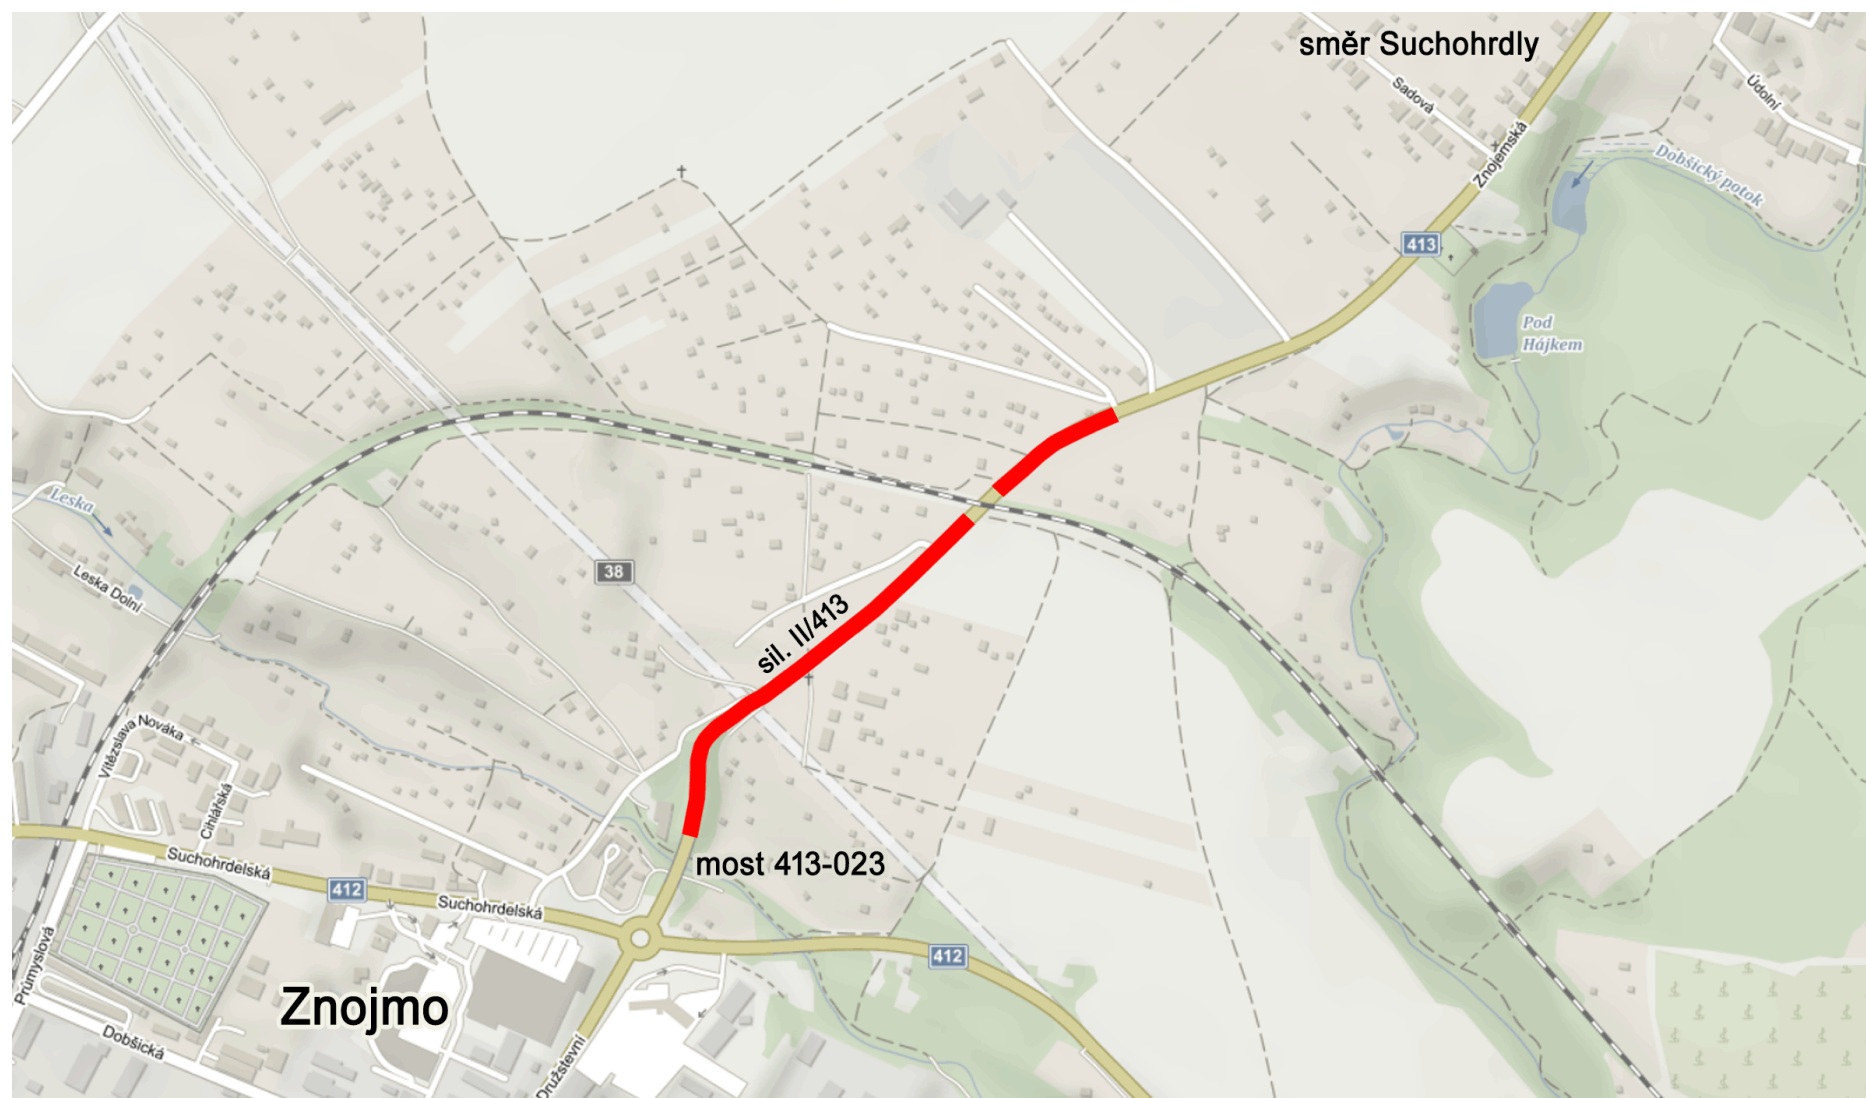 směr Suchohrdly
Sadová
Údolní
Znojemská
Dobšický potok
413
Pod
Hájkem
Leska
38
Leska Dolní
sil. II/413
Vítězslava Nováka
Cihlářská
Suchohrdelská
412
Suchohrdelská
most 413-023
412
Průmyslová
Znojmo
Dobšická
Družstevní